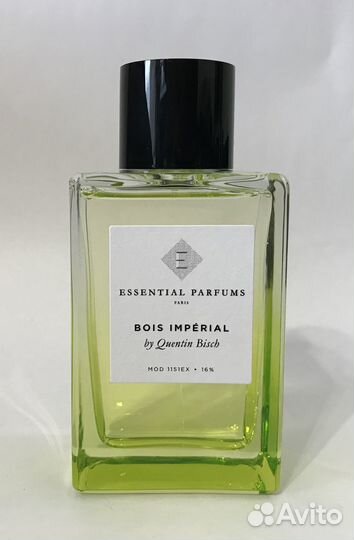 E
ESSENTIAL PARFUMS
PARIS
BOIS IMPÉRIAL
by Quentin Bisch
MOD 1151EX • 16%
Avito